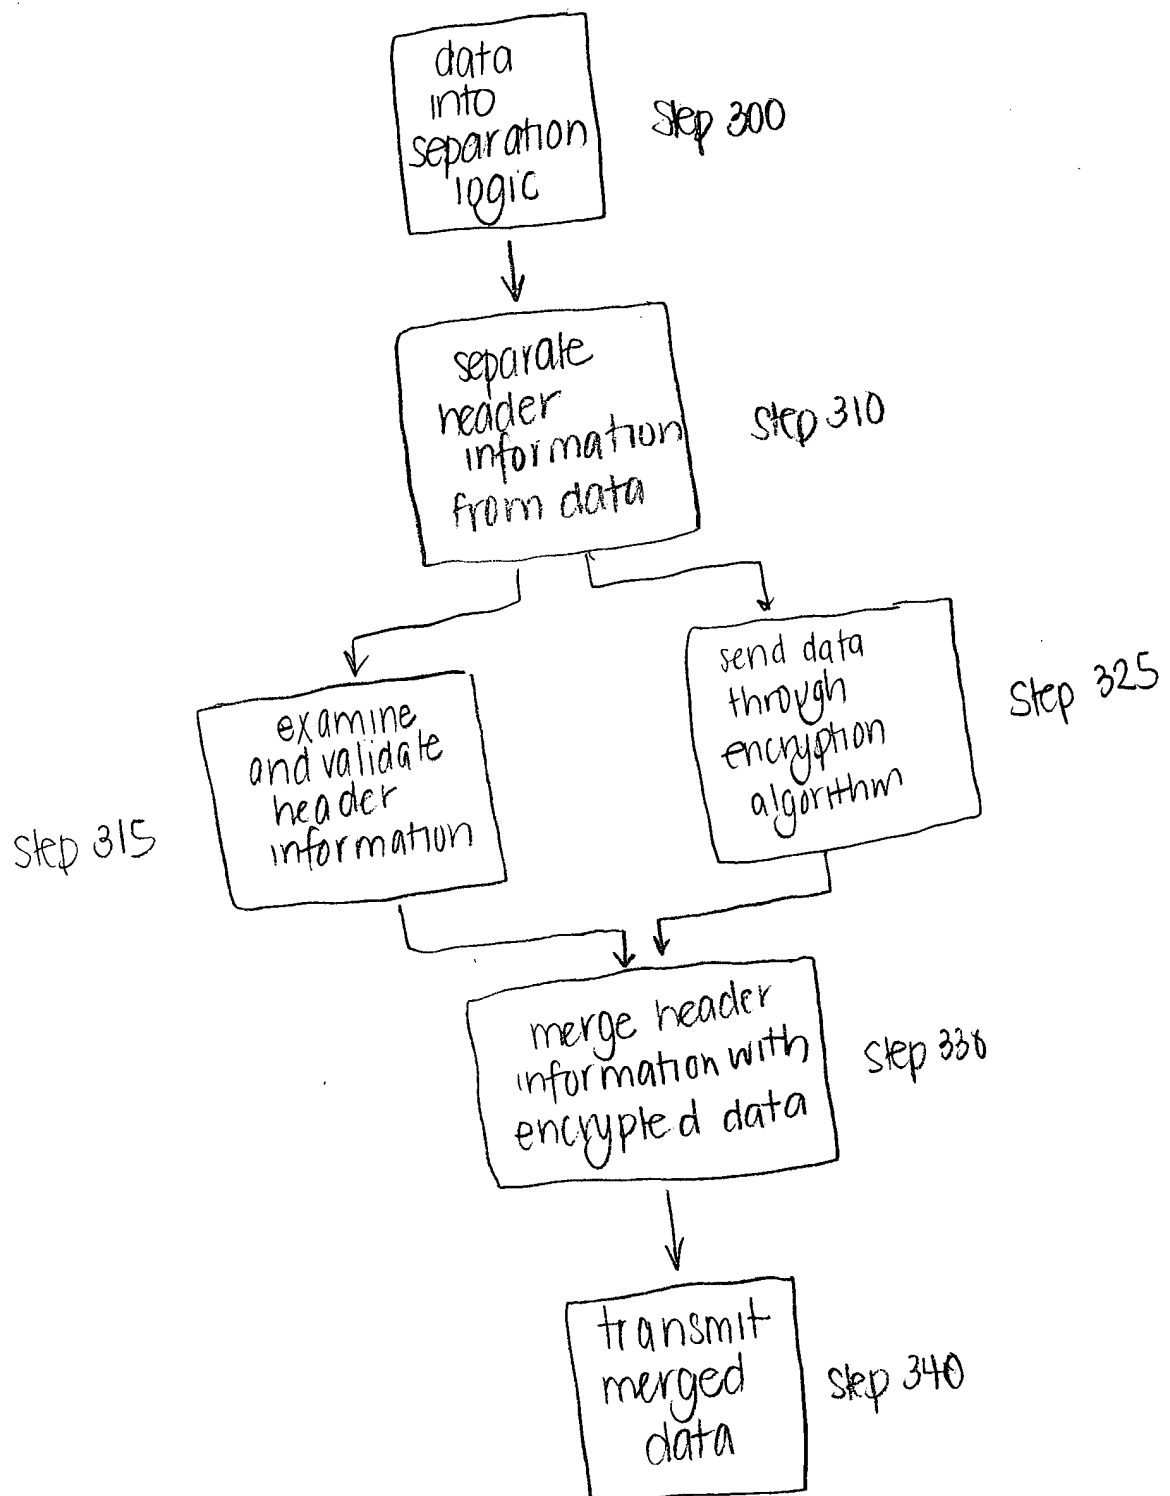 data
into
separation
logic
Step 300
separate
header
information
from data
Step 310
examine
and validate
header
information
Step 315
send data
through
encryption
algorithm
Step 325
merge header
information with
encrypted data
Step 330
transmit
merged
data
Step 340